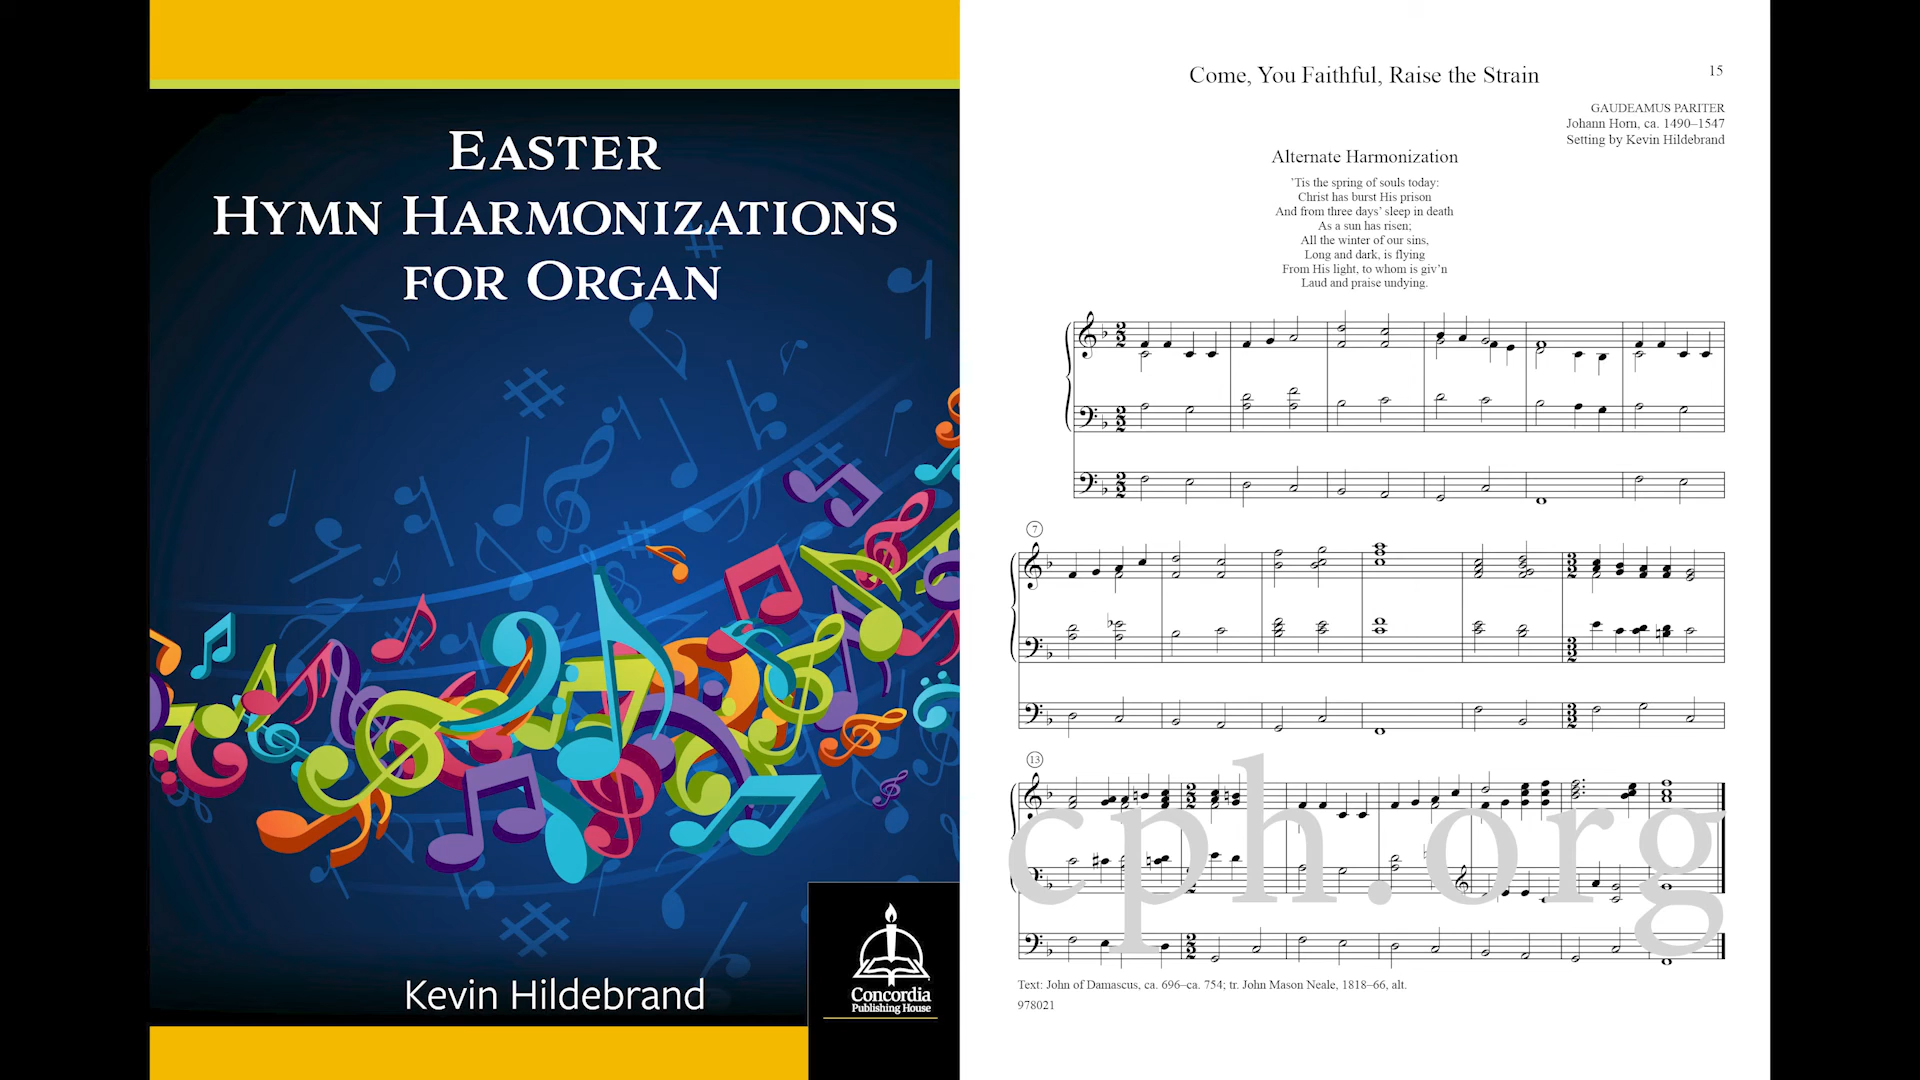 EASTER
HYMN HARMONIZATIONS
FOR ORGAN
Kevin Hildebrand
Concordia
Publishing House
Come, You Faithful, Raise the Strain
15
GAUDEAMUS PARITER
Johann Horn, ca. 1490–1547
Setting by Kevin Hildebrand
Alternate Harmonization
’Tis the spring of souls today:
Christ has burst His prison
And from three days’ sleep in death
As a sun has risen;
All the winter of our sins,
Long and dark, is flying
From His light, to whom is giv’n
Laud and praise undying.
7
13
cph.org
Text: John of Damascus, ca. 696–ca. 754; tr. John Mason Neale, 1818–66, alt.
978021